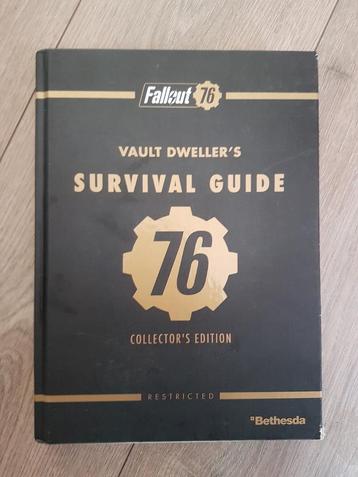 Fallout 76
VAULT DWELLER'S
SURVIVAL GUIDE
76
COLLECTOR'S EDITION
RESTRICTED
Bethesda